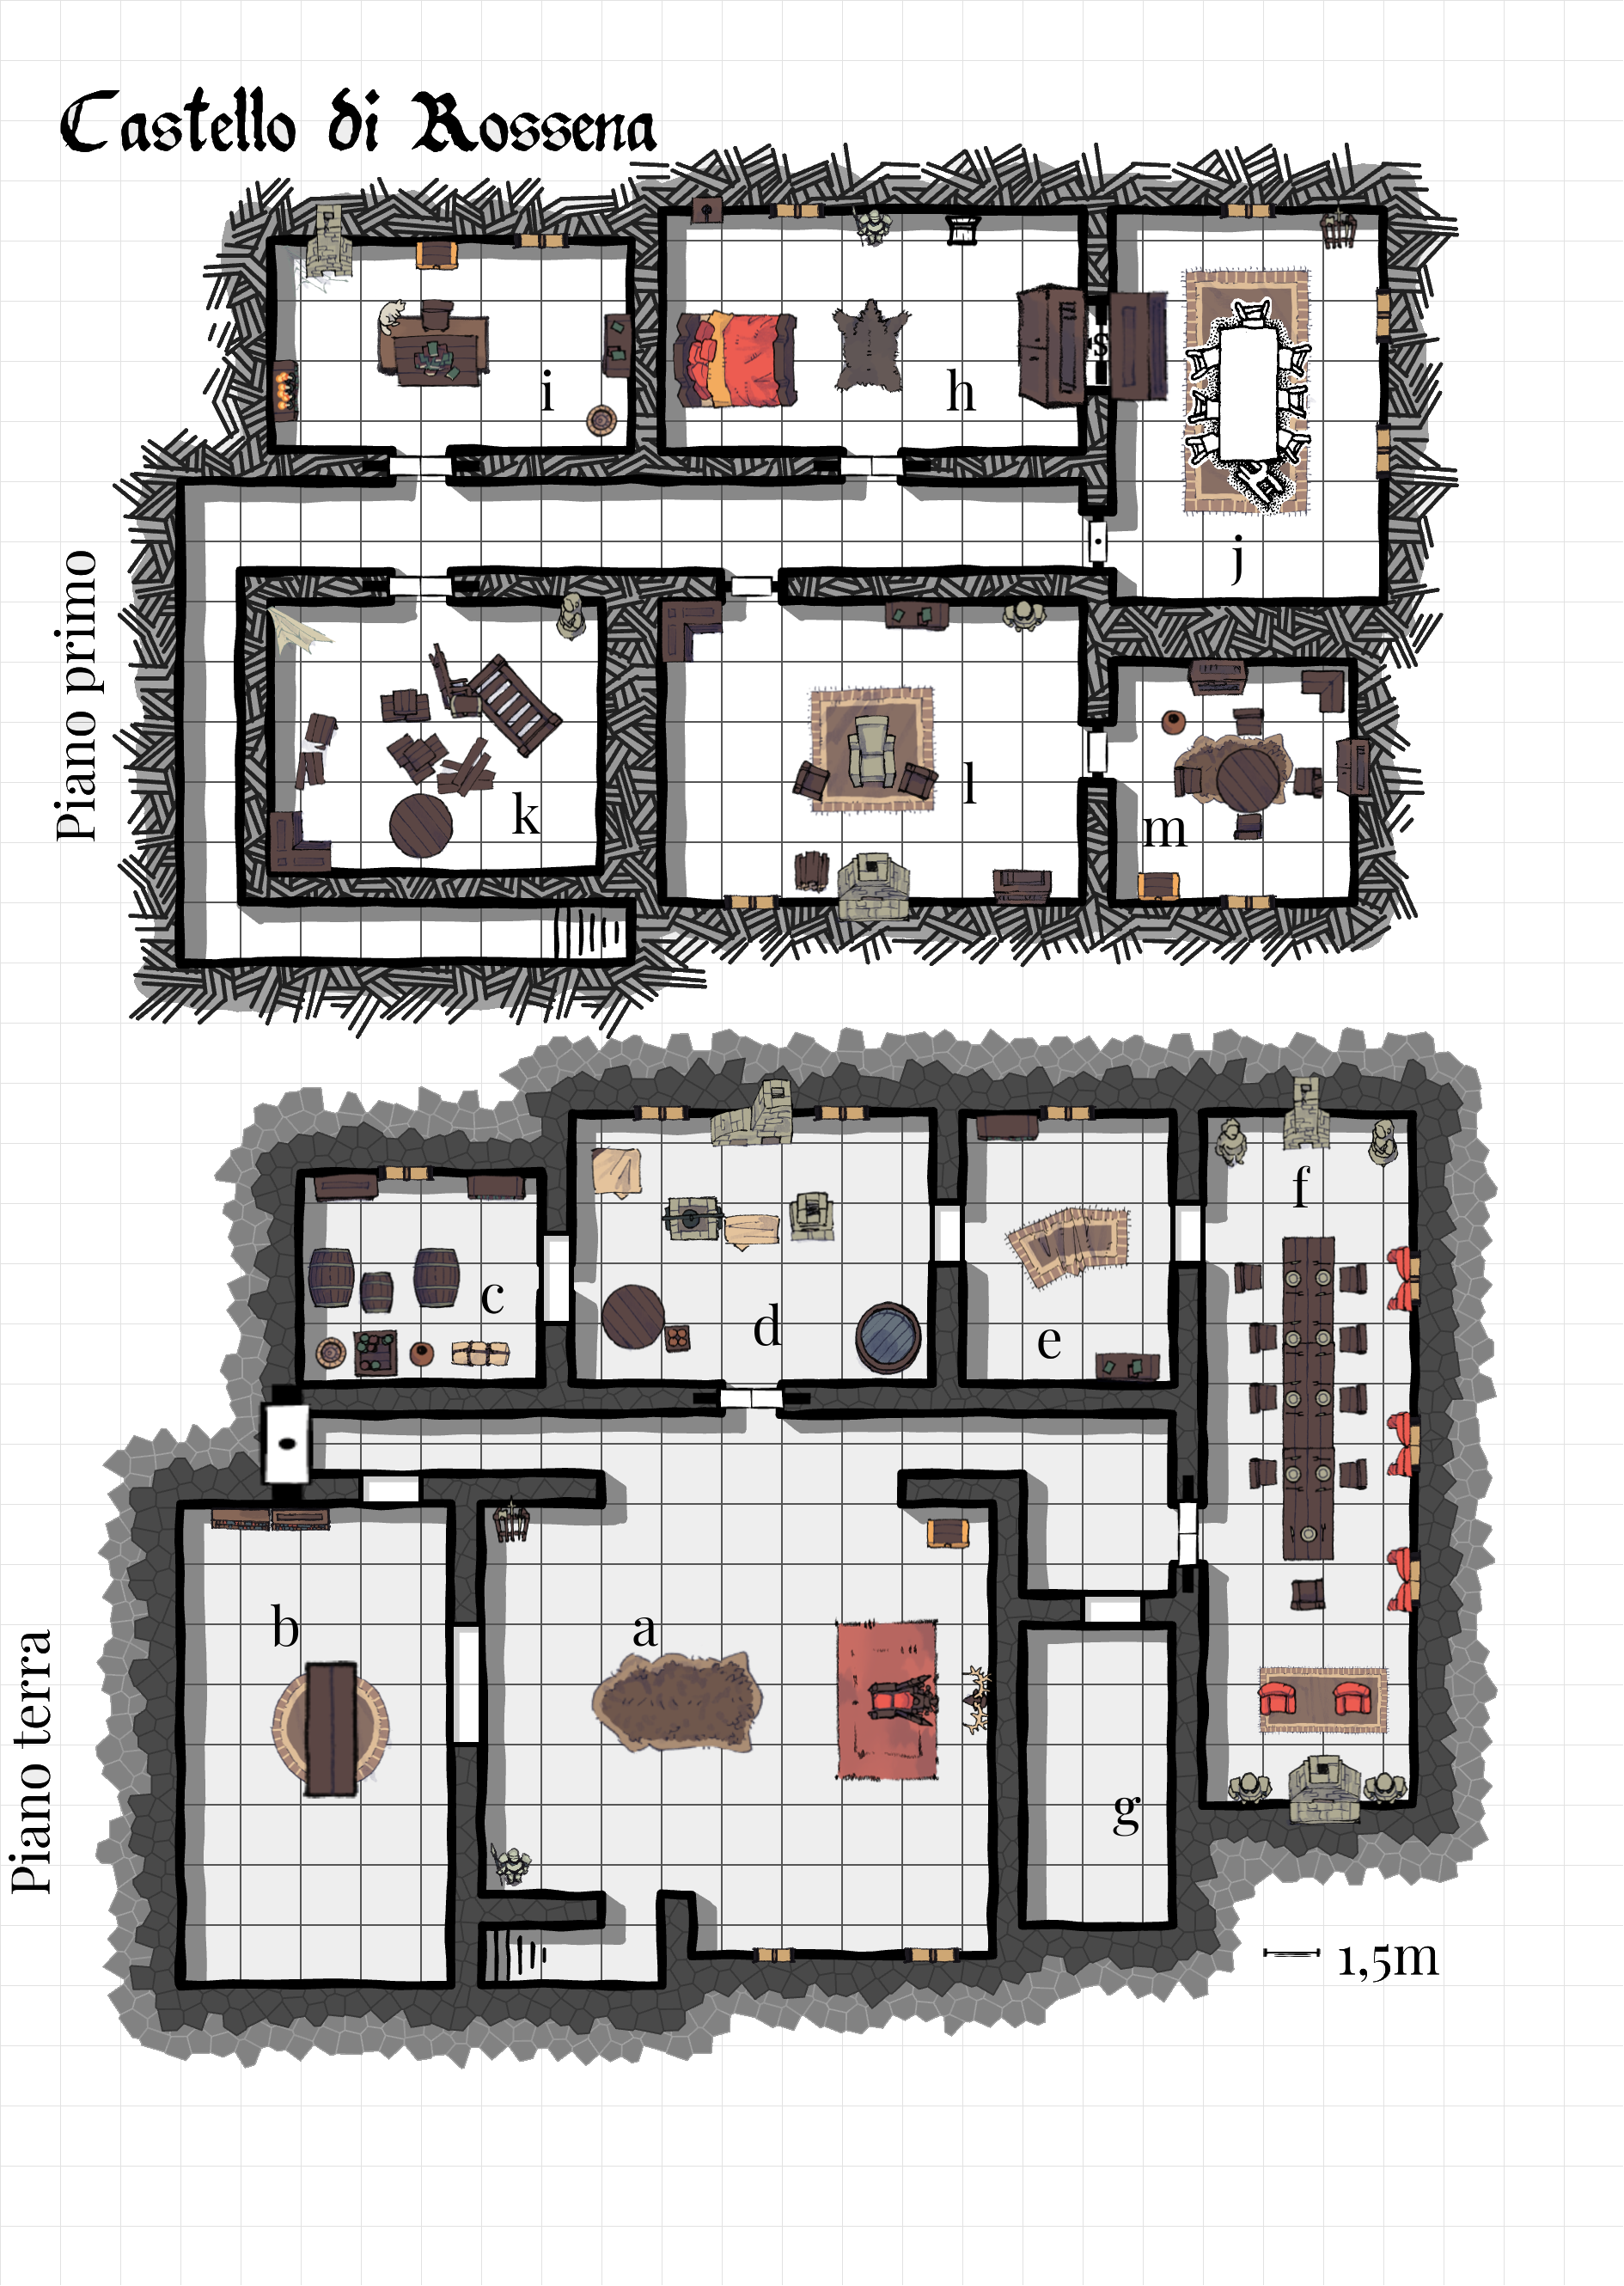 Castello di Rossena
Piano primo
i
h
s
j
k
l
m
Piano terra
c
d
e
f
b
a
g
1,5m